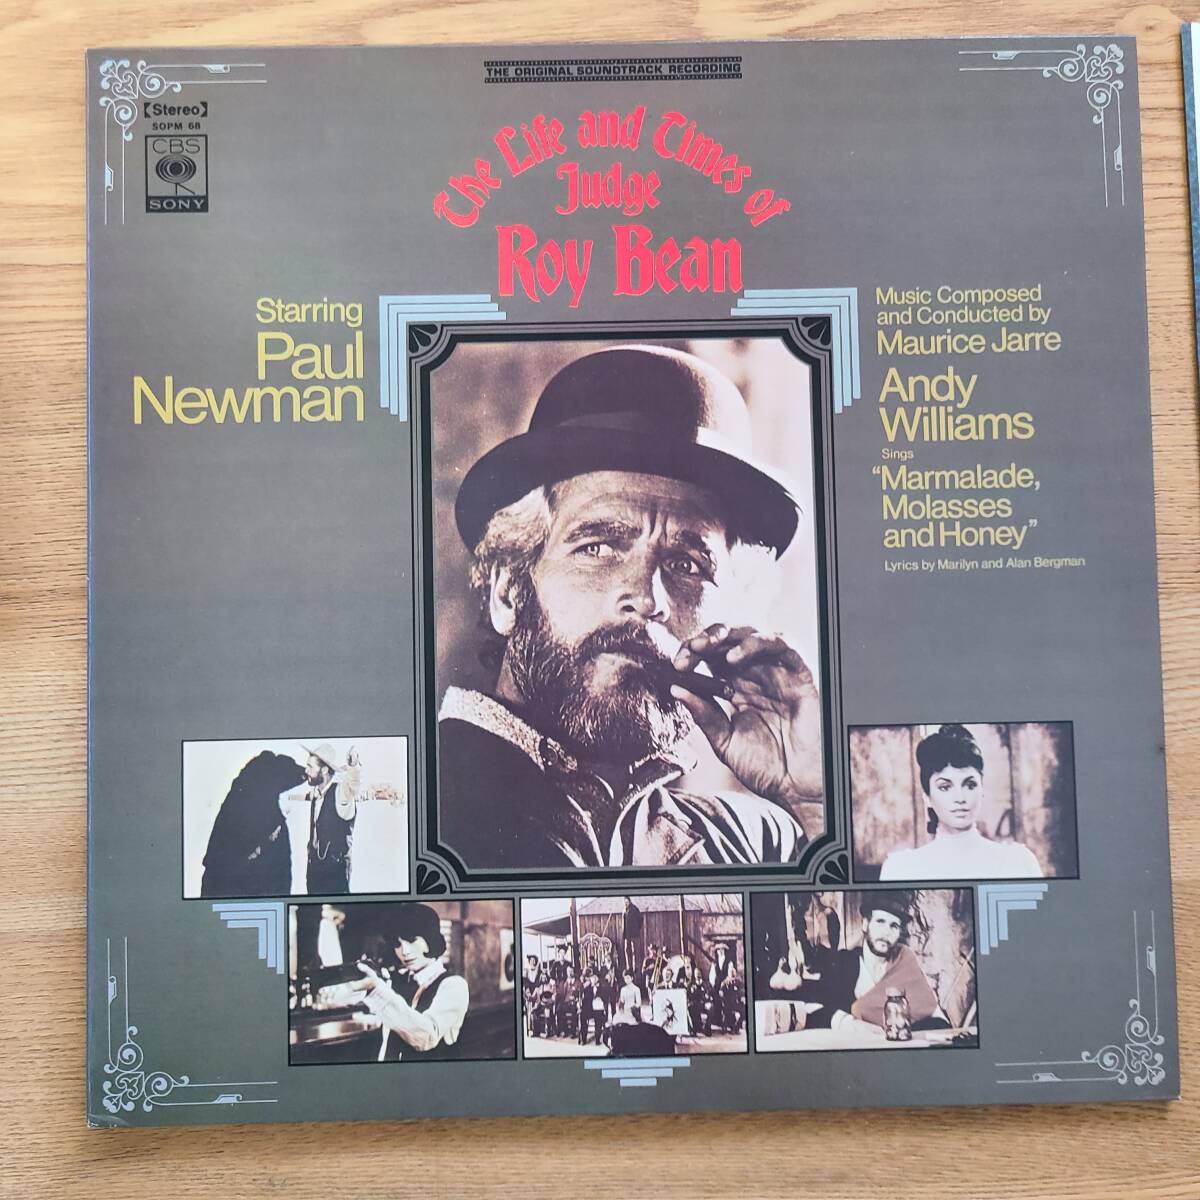 THE ORIGINAL SOUNDTRACK RECORDING
【Stereo】
SOPM 68
CBS
SONY
The Life and Times of
Judge
Roy Bean
Starring
Paul
Newman
Music Composed
and Conducted by
Maurice Jarre
Andy
Williams
Sings
“Marmalade,
Molasses
and Honey”
Lyrics by Marilyn and Alan Bergman